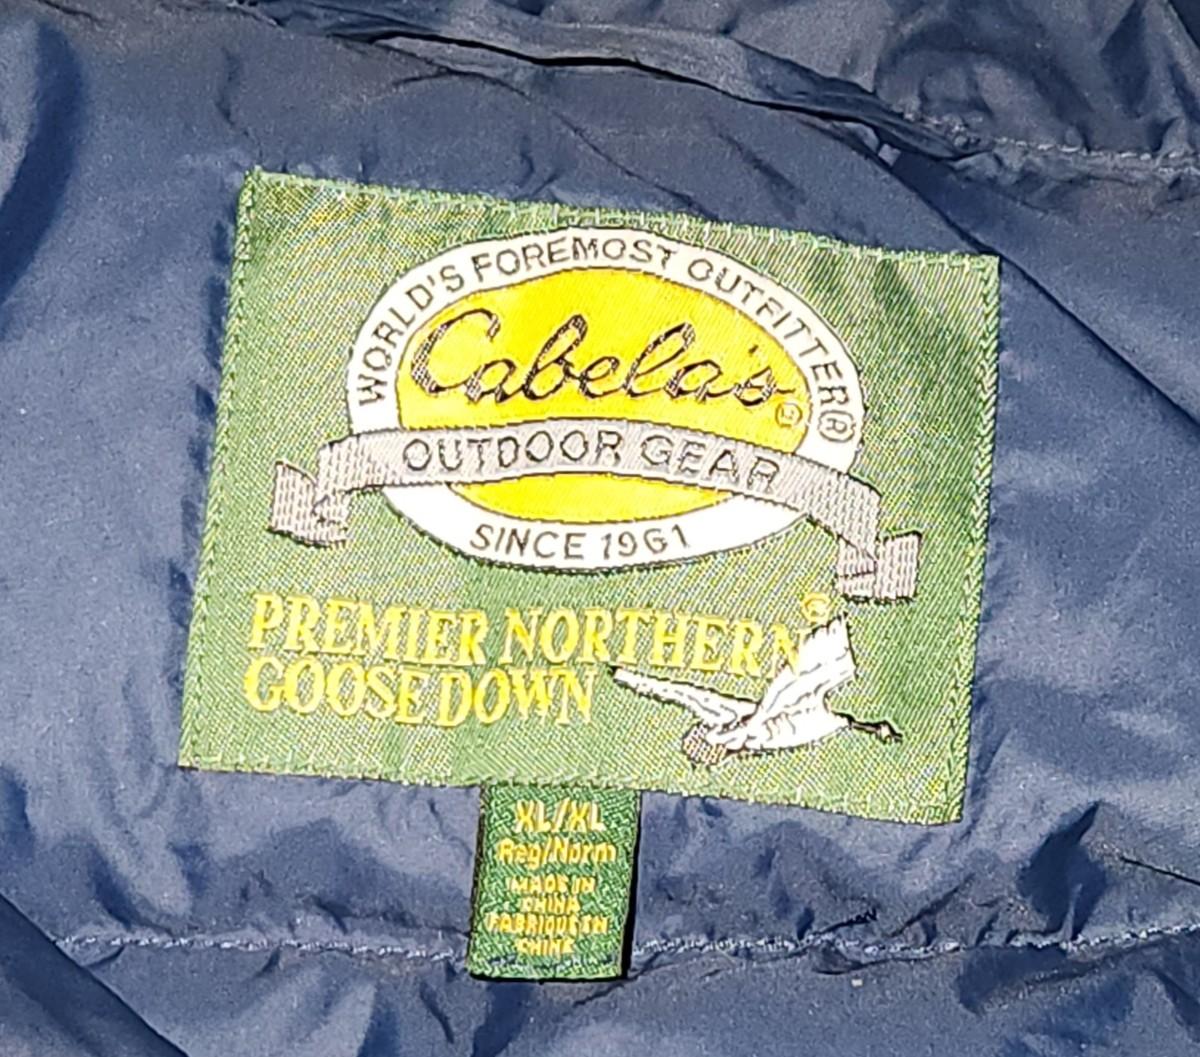 WORLD'S FOREMOST OUTFITTER®
Cabela's®
OUTDOOR GEAR
SINCE 1961
PREMIER NORTHERN®
GOOSE DOWN
XL/XL
Reg/Norm
MADE IN
CHINA
FABRIQUE IN
CHINE